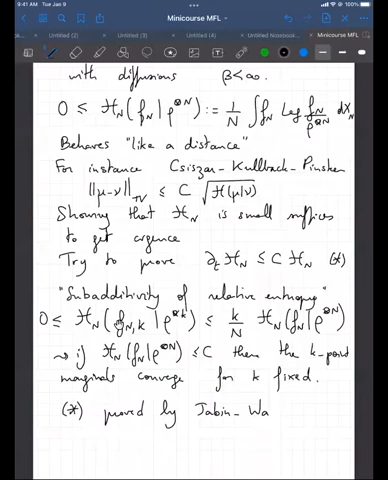 9:41 AM Tue Jan 9
Minicourse MFL
Untitled (2) Untitled (3) Untitled (4) Untitled Notebook... Minicourse MFL
with diffusions β<∞.
0 ≤ ℋ_N(f_N | ρ^{⊗N}) := 1/N ∫ f_N Log f_N/ρ^{⊗N} dX_N
Behaves "like a distance"
For instance Csiszar-Kullback-Pinsker
||μ-ν||_TV ≤ C √H(μ|ν)
Showing that ℋ_N is small suffices
to get cvgence
Try to prove ∂_t ℋ_N ≤ C ℋ_N (*)
"Subadditivity of relative entropy"
0 ≤ ℋ_N(f_{N,k} | ρ^{⊗k}) ≤ k/N ℋ_N(f_N | ρ^{⊗N})
⇝ if ℋ_N(f_N | ρ^{⊗N}) ≤ C then the k-point
marginals converge for k fixed.
(*) proved by Jabin-Wa